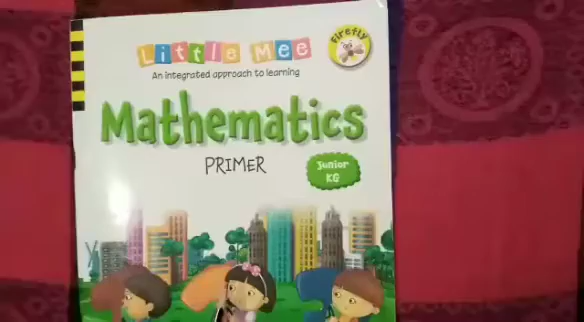 Little Mee
Firefly
An integrated approach to learning
Mathematics
PRIMER
Junior
KG